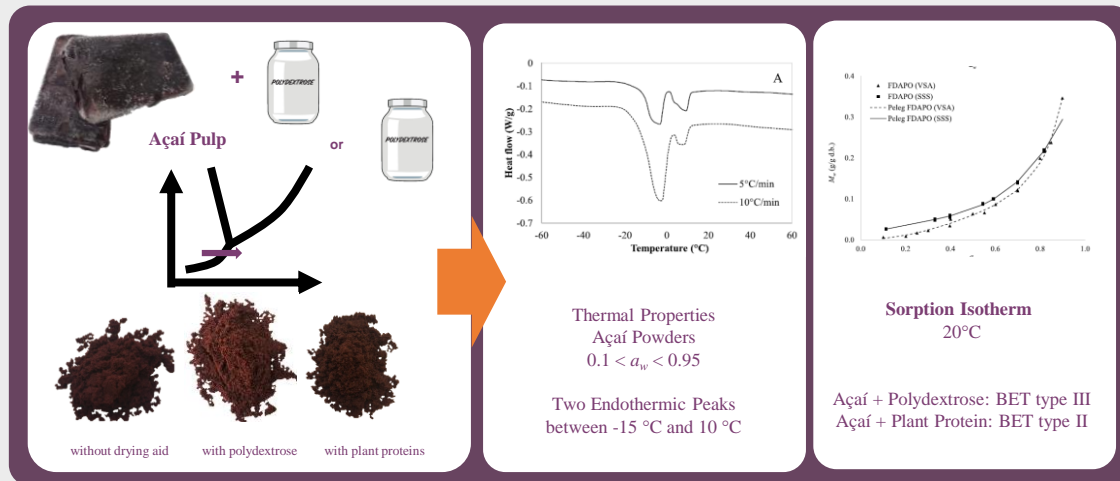 +
POLYDEXTROSE
Açaí Pulp
or
POLYDEXTROSE
without drying aid
with polydextrose
with plant proteins
A
Heat flow (W/g)
0
-0.1
-0.2
-0.3
-0.4
-0.5
-0.6
-0.7
5°C/min
10°C/min
-60
-40
-20
0
20
40
60
Temperature (°C)
Thermal Properties
Açaí Powders
0.1 < aw < 0.95
Two Endothermic Peaks
between -15 °C and 10 °C
0.4
0.3
0.2
0.1
0.0
FDAPO (VSA)
FDAPO (SSS)
Peleg FDAPO (VSA)
Peleg FDAPO (SSS)
(g/g d.b.)
0.0
0.2
0.4
0.6
0.8
1.0
Sorption Isotherm
20°C
Açaí + Polydextrose: BET type III
Açaí + Plant Protein: BET type II